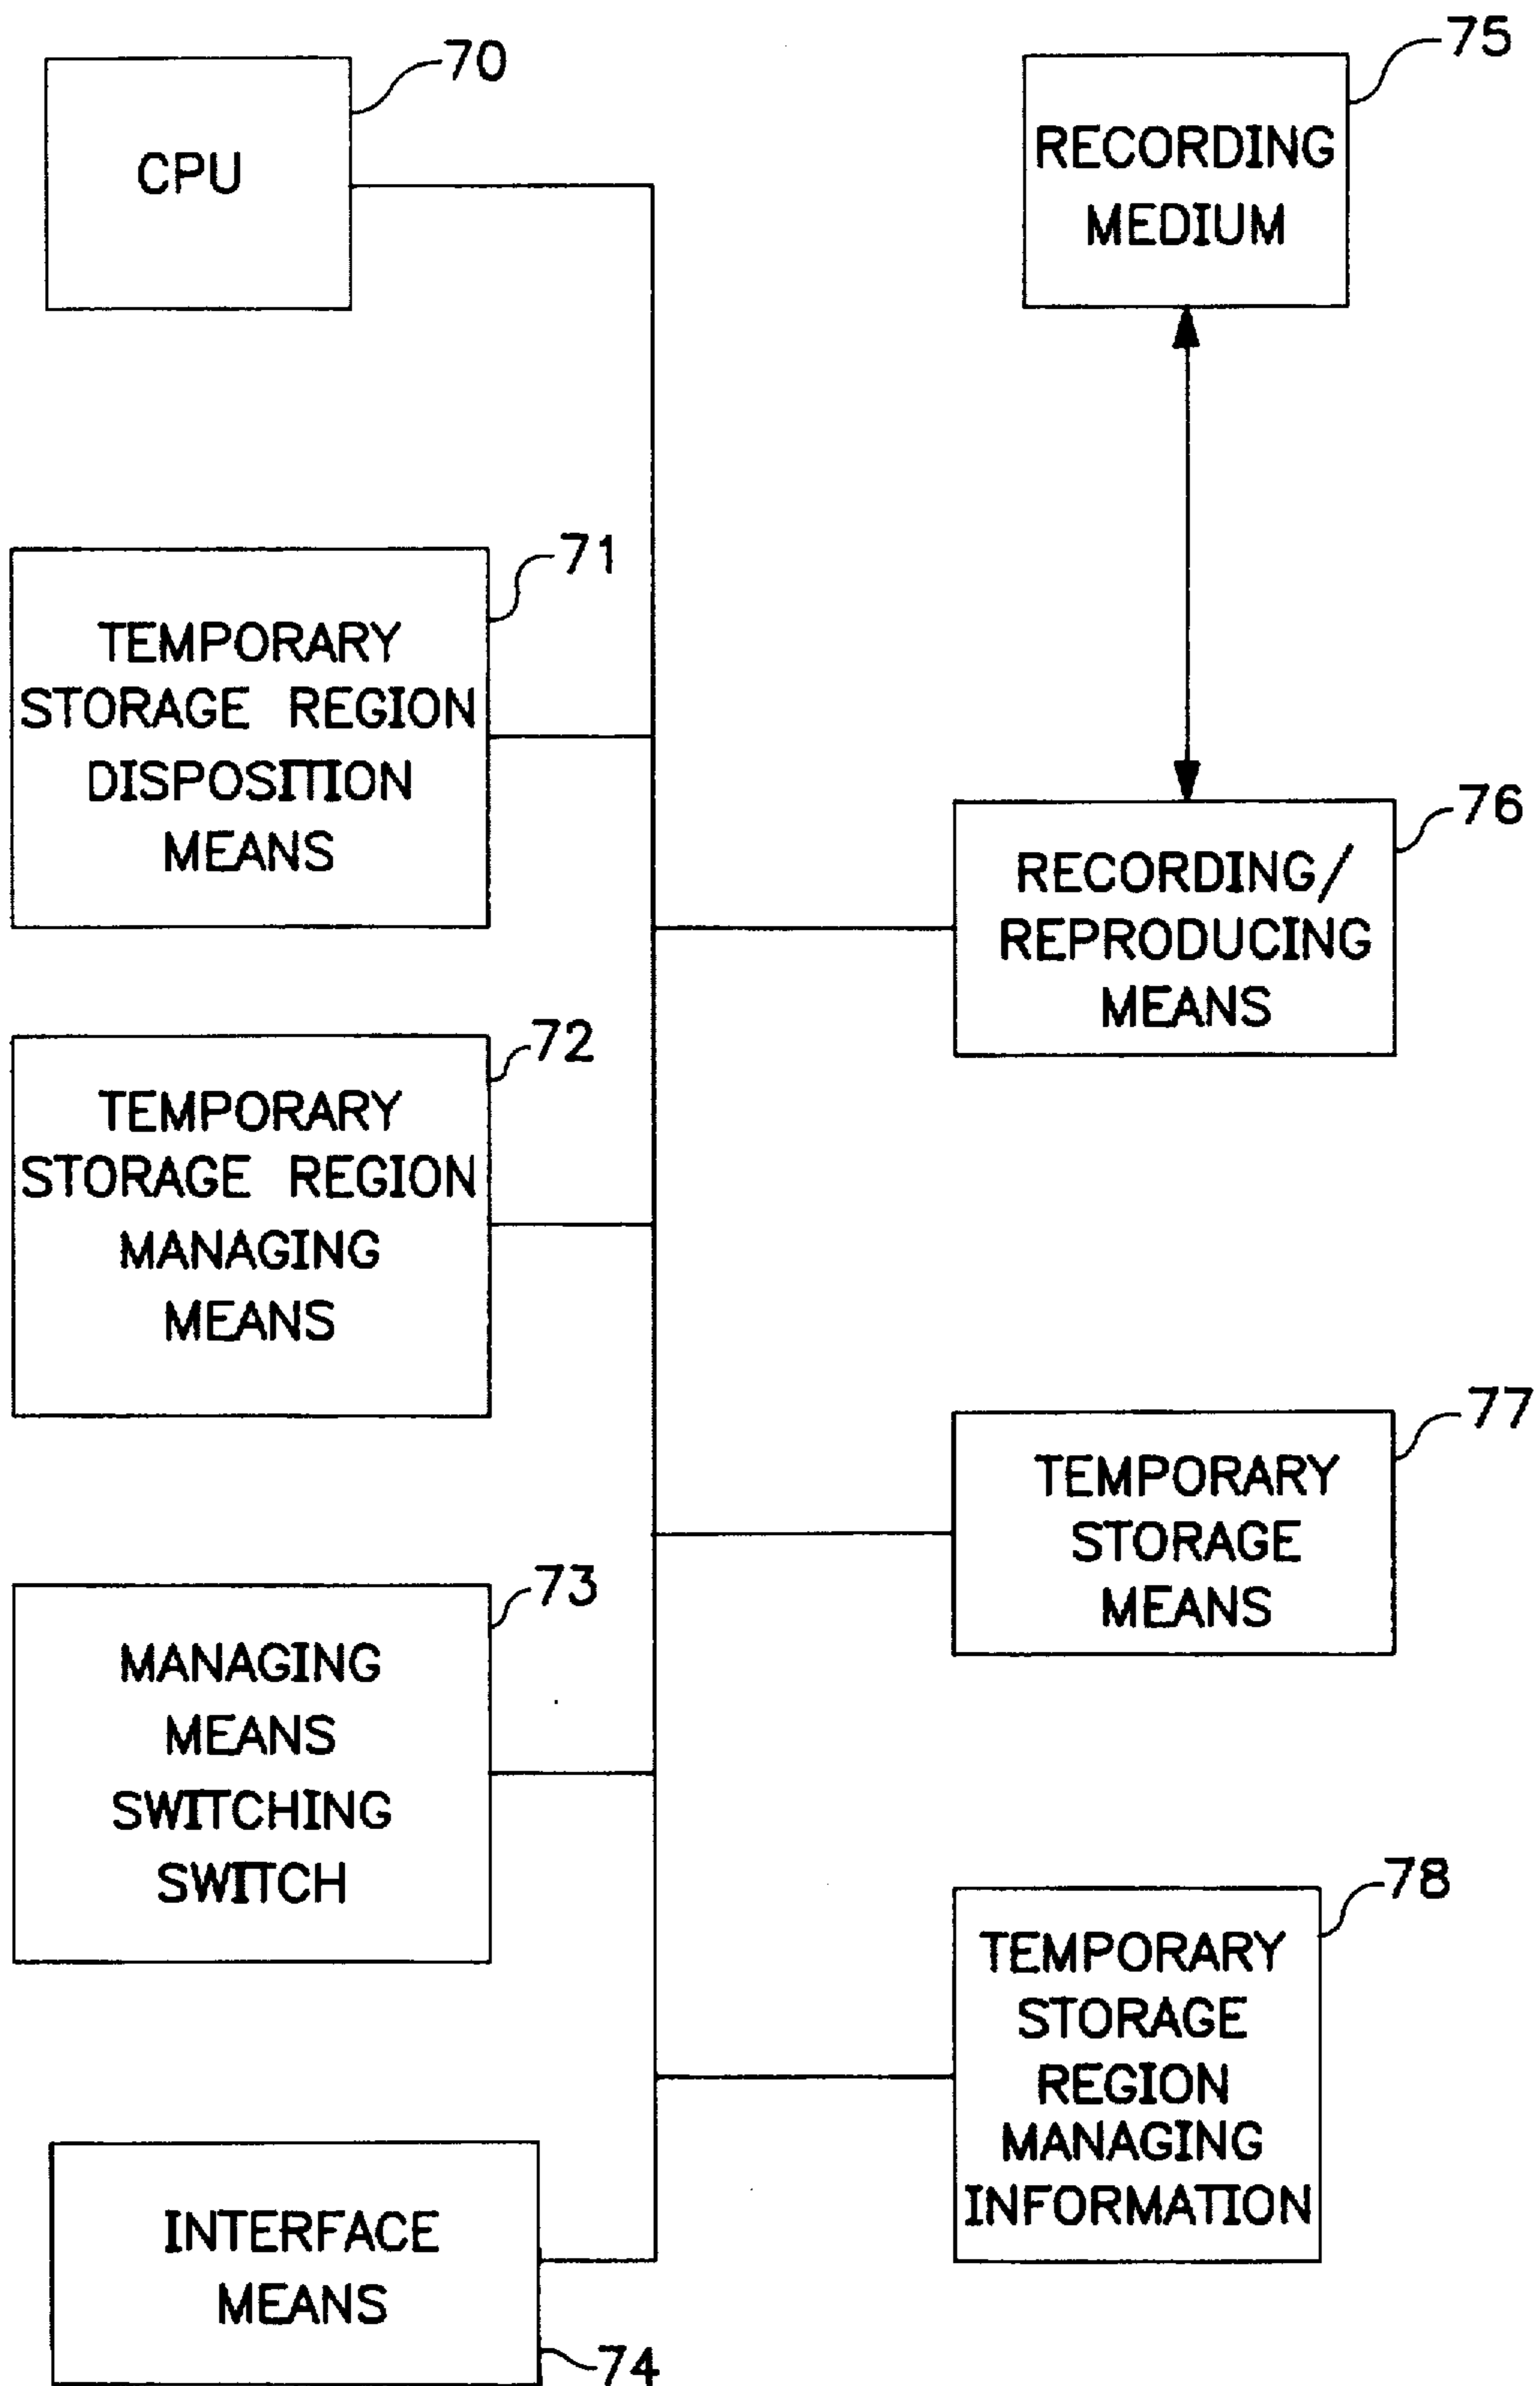 70
CPU
75
RECORDING
MEDIUM
71
TEMPORARY
STORAGE REGION
DISPOSITION
MEANS
76
RECORDING/
REPRODUCING
MEANS
72
TEMPORARY
STORAGE REGION
MANAGING
MEANS
77
TEMPORARY
STORAGE
MEANS
73
MANAGING
MEANS
SWITCHING
SWITCH
78
TEMPORARY
STORAGE
REGION
MANAGING
INFORMATION
INTERFACE
MEANS
74